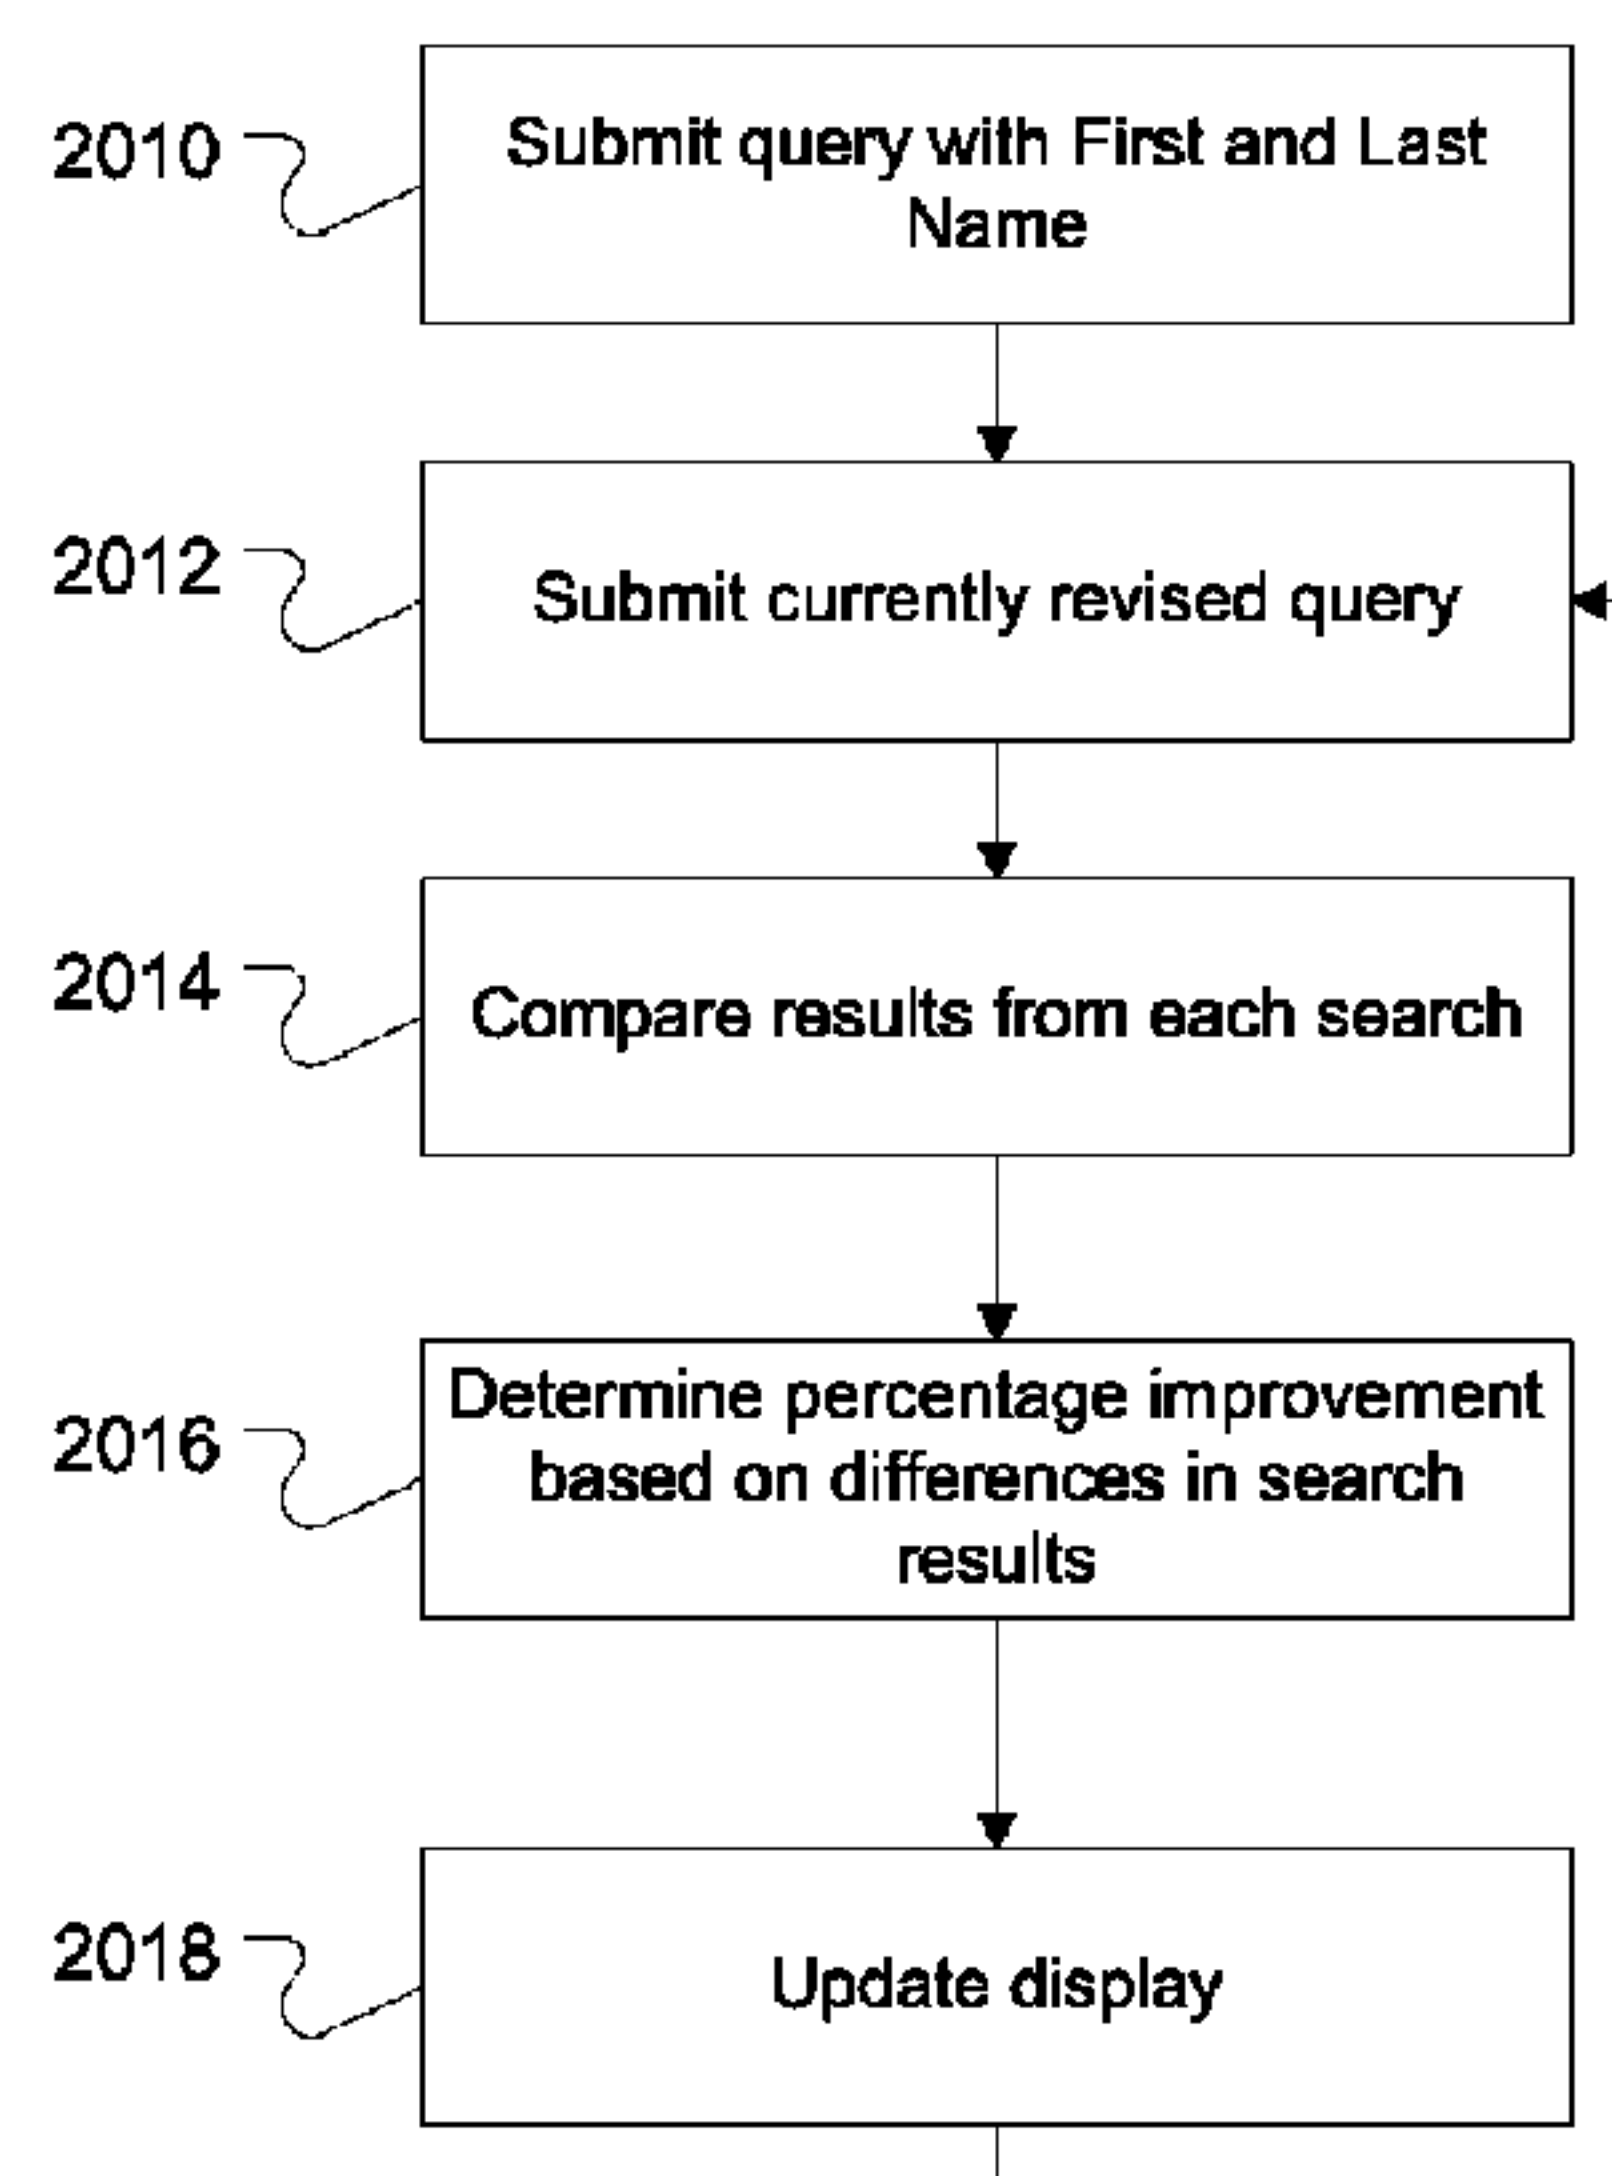 2010
Submit query with First and Last
Name
2012
Submit currently revised query
2014
Compare results from each search
2016
Determine percentage improvement
based on differences in search
results
2018
Update display